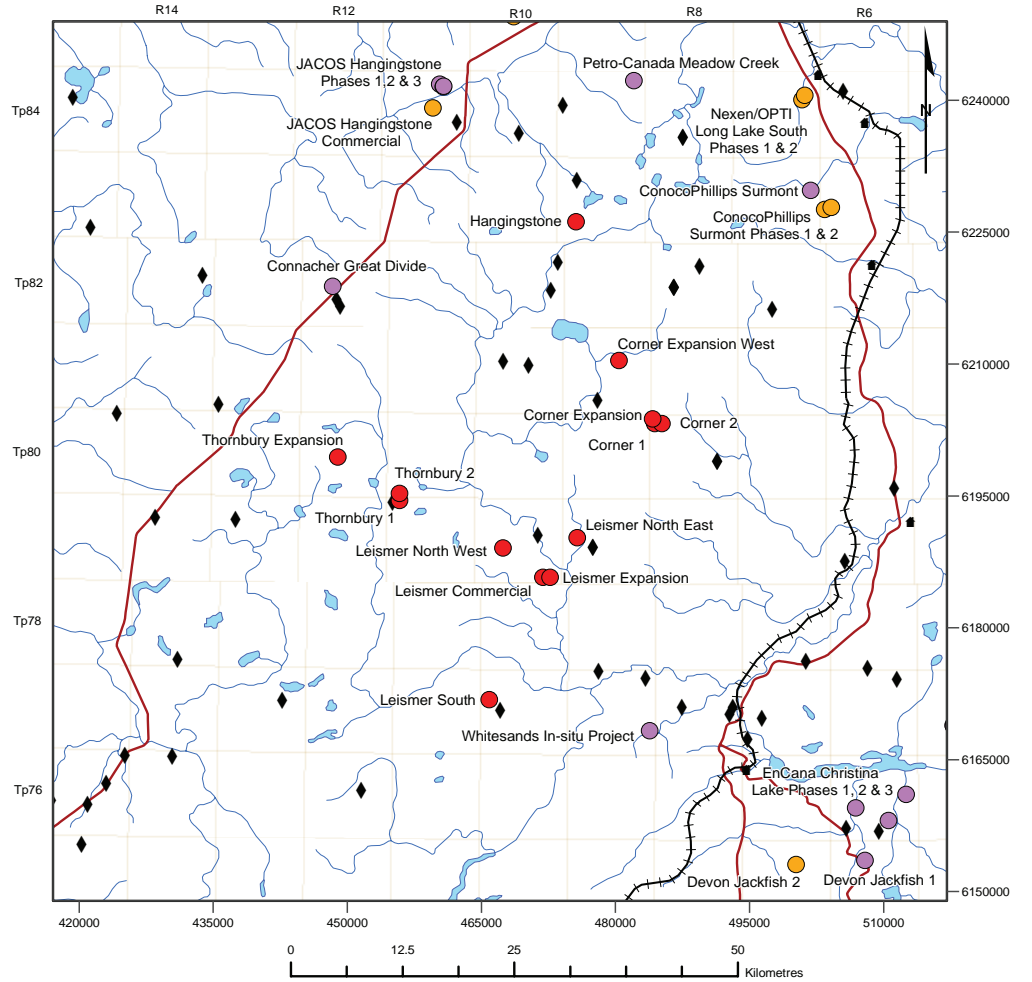 R14
R12
R10
R8
R6
JACOS Hangingstone
Phases 1,2 & 3
Petro-Canada Meadow Creek
N
Tp84
6240000
JACOS Hangingstone
Commercial
Nexen/OPTI
Long Lake South
Phases 1 & 2
ConocoPhillips Surmont
Hangingstone
ConocoPhillips
Surmont Phases 1 & 2
6225000
Connacher Great Divide
Tp82
Corner Expansion West
6210000
Corner Expansion
Corner 2
Corner 1
Thornbury Expansion
Tp80
Thornbury 2
6195000
Thornbury 1
Leismer North East
Leismer North West
Leismer Expansion
Leismer Commercial
Tp78
6180000
Leismer South
Whitesands In-situ Project
6165000
EnCana Christina
Lake Phases 1, 2 & 3
Tp76
Devon Jackfish 2
Devon Jackfish 1
6150000
420000
435000
450000
465000
480000
495000
510000
0
12.5
25
50
Kilometres